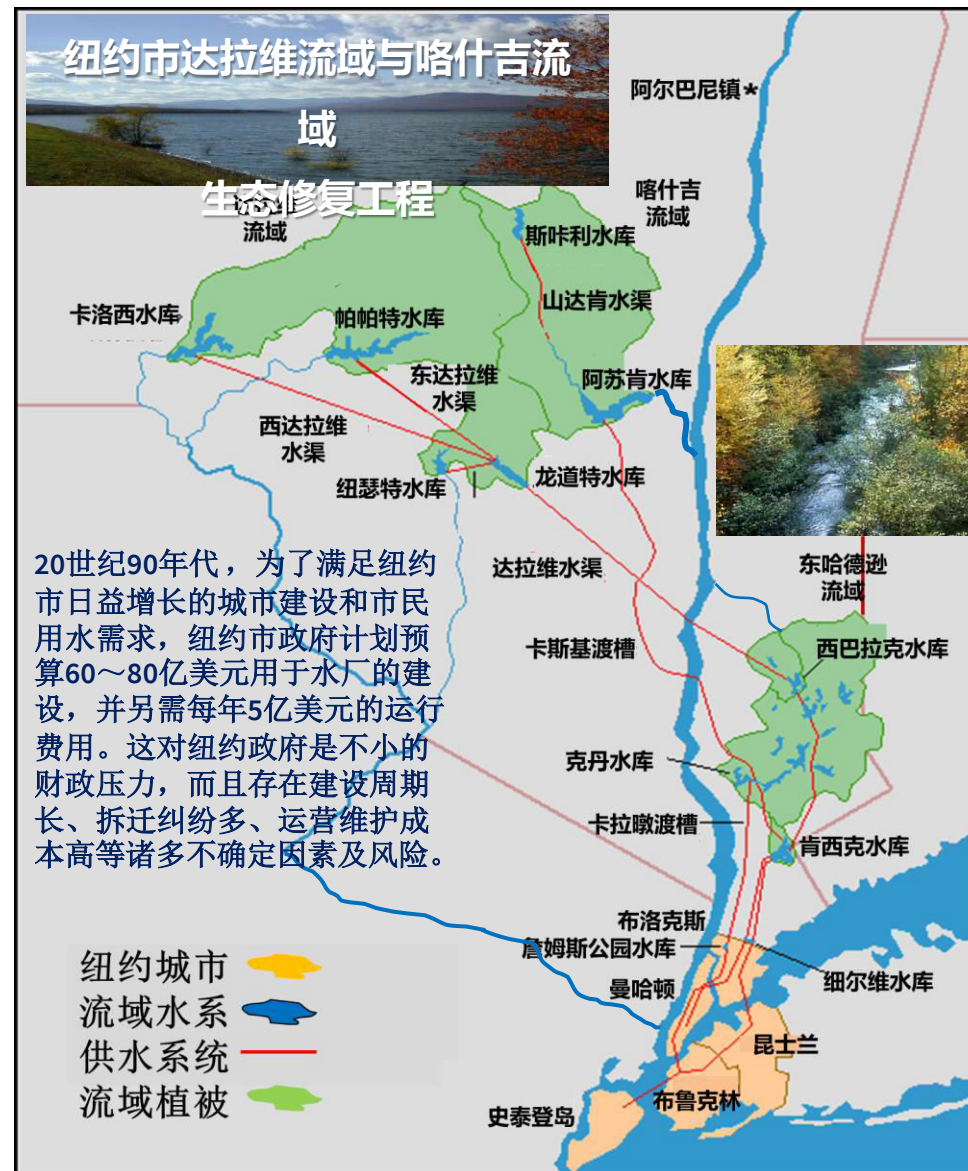 纽约市达拉维流域与咯什吉流
域
生态修复工程
流域
阿尔巴尼镇*
喀什吉
流域
斯咔利水库
山达肯水渠
卡洛西水库
帕帕特水库
东达拉维
水渠
阿苏肯水库
西达拉维
水渠
纽瑟特水库
龙道特水库
达拉维水渠
东哈德逊
流域
卡斯基渡槽
西巴拉克水库
20世纪90年代，为了满足纽约
市日益增长的城市建设和市民
用水需求，纽约市政府计划预
算60～80亿美元用于水厂的建
设，并另需每年5亿美元的运行
费用。这对纽约政府是不小的
财政压力，而且存在建设周期
长、拆迁纠纷多、运营维护成
本高等诸多不确定因素及风险。
克丹水库
卡拉暾渡槽
肯西克水库
布洛克斯
詹姆斯公园水库
细尔维水库
曼哈顿
昆士兰
布鲁克林
史泰登岛
纽约城市
流域水系
供水系统
流域植被